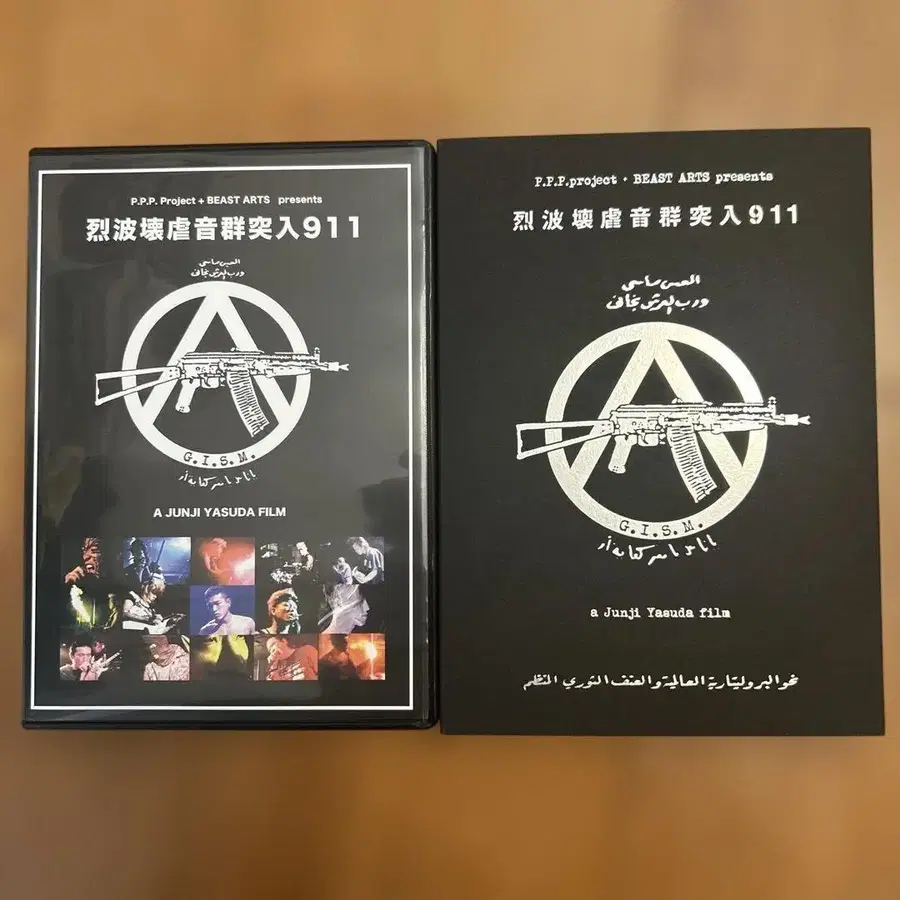 P.P.P. Project + BEAST ARTS presents
烈波壊虐音群突入911
G.I.S.M.
A JUNJI YASUDA FILM
P.P.P.project + BEAST ARTS presents
烈波壊虐音群突入911
G.I.S.M.
a Junji Yasuda film
نحو البروليتارية العالمية والعنف الثوري المنظم